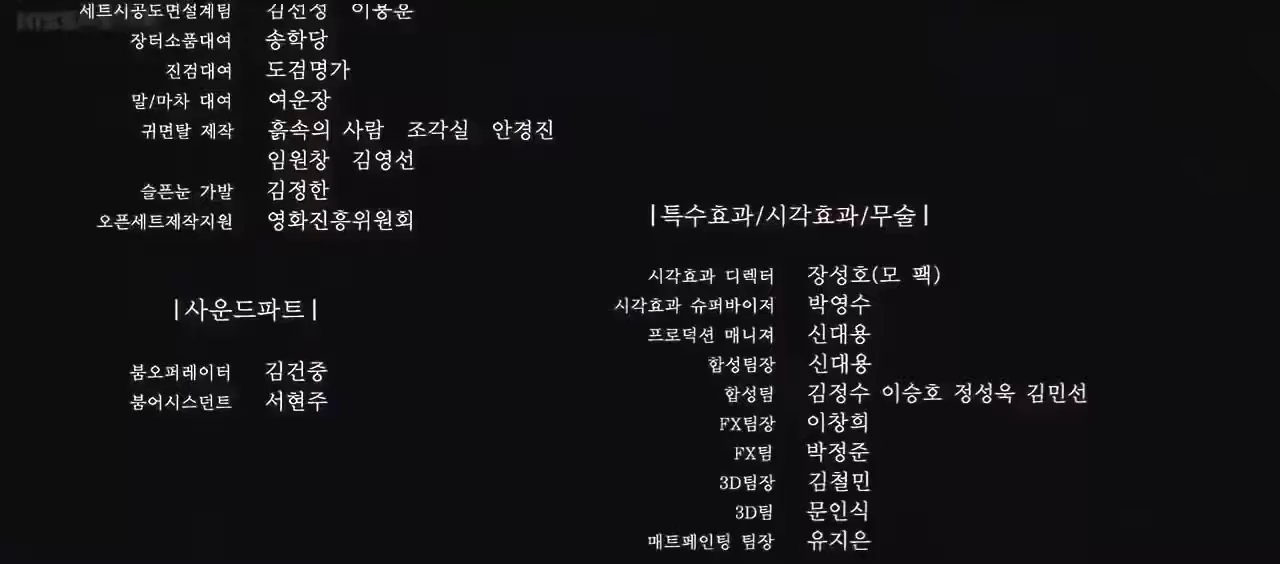 세트시공도면설계팀 김선정 이용운
장터소품대여 송학당
진검대여 도검명가
말/마차 대여 여운장
귀면탈 제작 흙속의 사람 조각실 안경진
임원창 김영선
슬픈눈 가발 김정한
오픈세트제작지원 영화진흥위원회
|사운드파트|
붐오퍼레이터 김건중
붐어시스던트 서현주
|특수효과/시각효과/무술|
시각효과 디렉터 장성호(모 팩)
시각효과 슈퍼바이저 박영수
프로덕션 매니져 신대용
합성팀장 신대용
합성팀 김정수 이승호 정성욱 김민선
FX팀장 이창희
FX팀 박정준
3D팀장 김철민
3D팀 문인식
매트페인팅 팀장 유지은